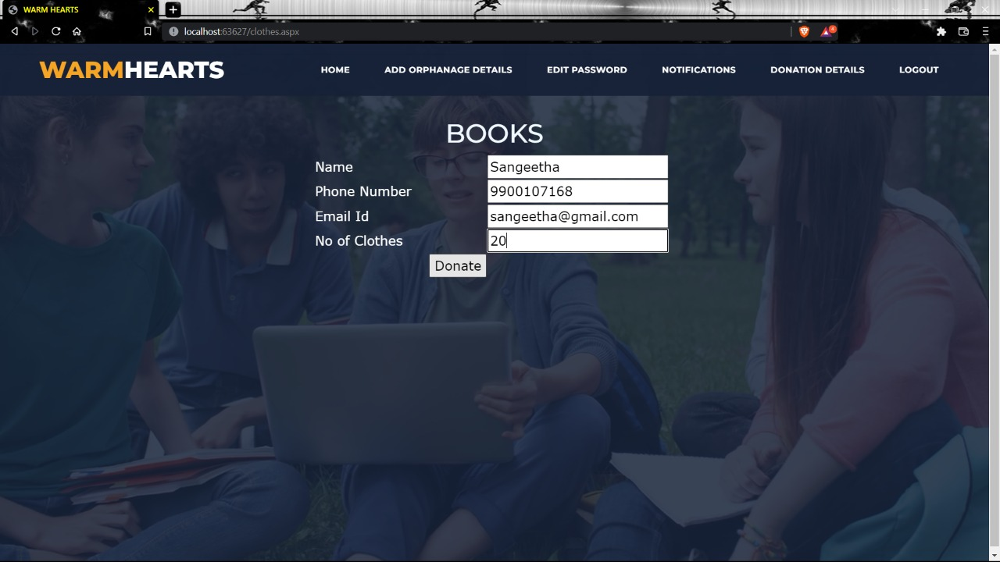 WARM HEARTS
localhost:63627/clothes.aspx
4
WARMHEARTS
HOME ADD ORPHANAGE DETAILS EDIT PASSWORD NOTIFICATIONS DONATION DETAILS LOGOUT
BOOKS
Name Sangeetha
Phone Number 9900107168
Email Id sangeetha@gmail.com
No of Clothes 20
Donate